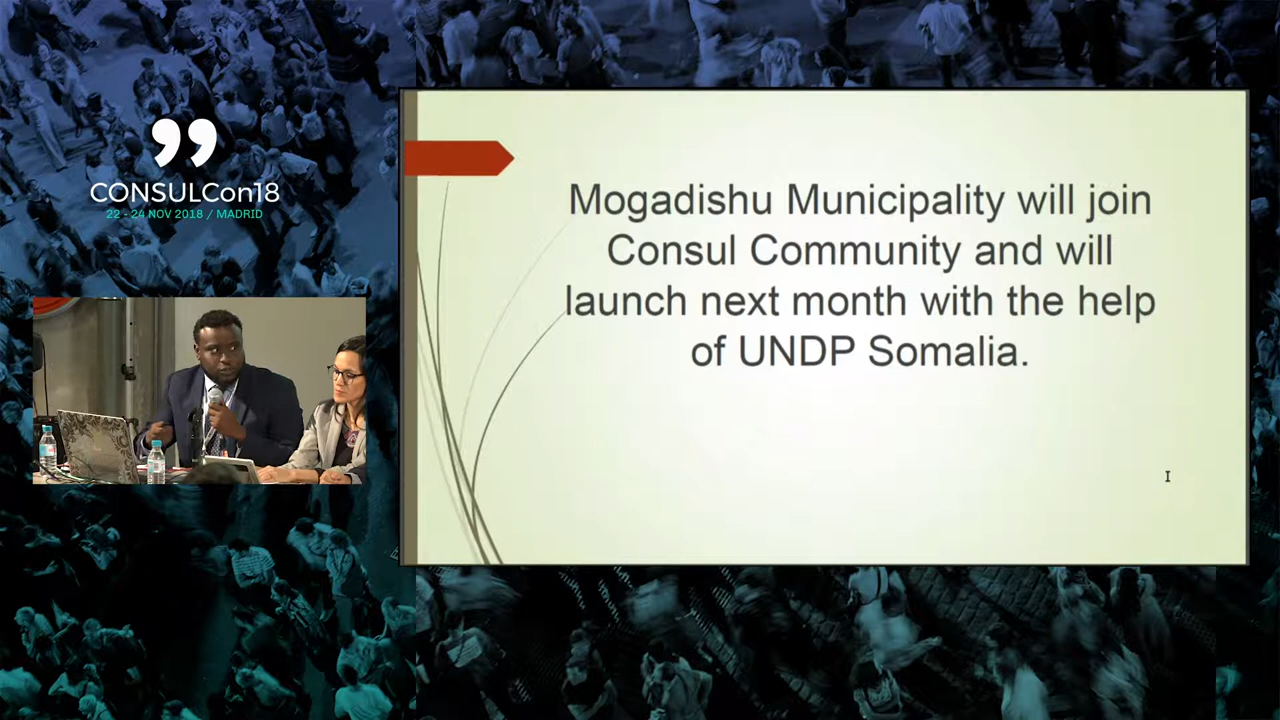 CONSULCon18
22 - 24 NOV 2018 / MADRID
Mogadishu Municipality will join
Consul Community and will
launch next month with the help
of UNDP Somalia.